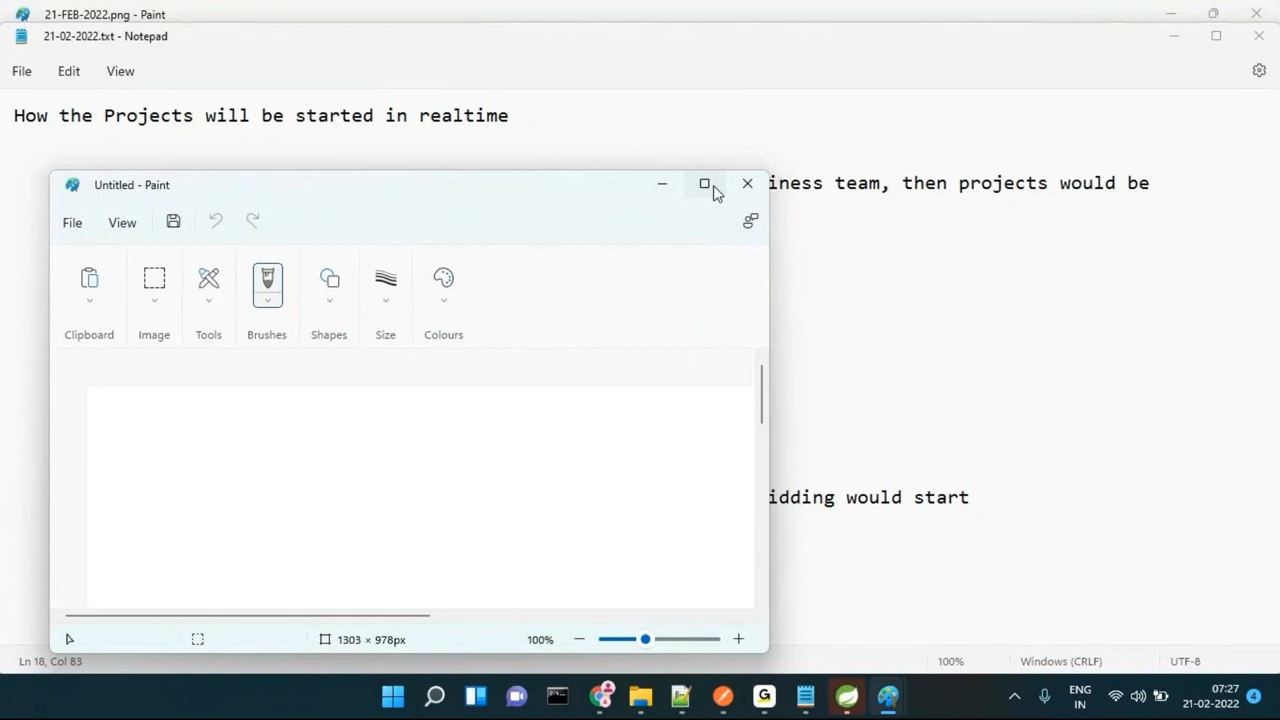 21-FEB-2022.png - Paint
21-02-2022.txt - Notepad
File Edit View
How the Projects will be started in realtime
iness team, then projects would be
Untitled - Paint
File View
Clipboard Image Tools Brushes Shapes Size Colours
idding would start
1303 × 978px 100%
Ln 18, Col 83 100% Windows (CRLF) UTF-8
ENG 07:27
IN 21-02-2022 4